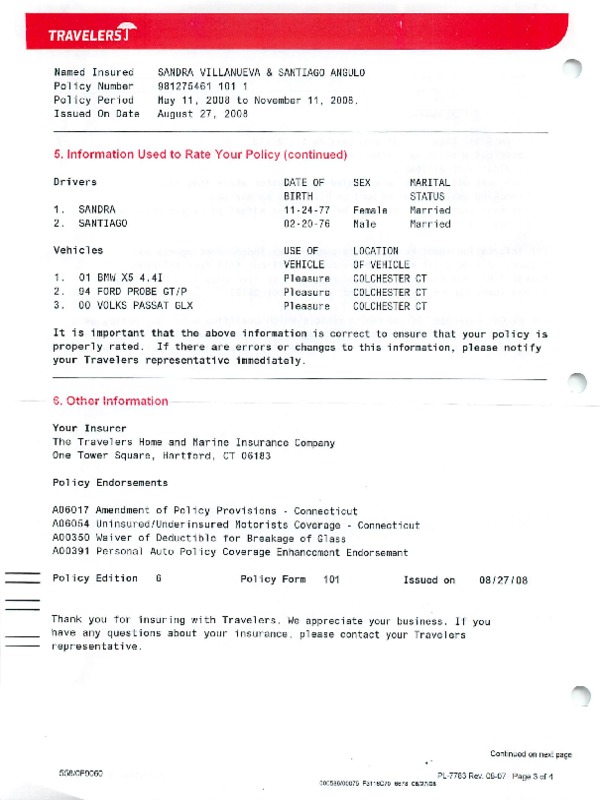 TRAVELERS
Named Insured SANDRA VILLANUEVA & SANTIAGO ANGULO
Policy Number 981275461 101 1
Policy Period May 11, 2008 to November 11, 2008.
Issued On Date August 27, 2008
5. Information Used to Rate Your Policy (continued)
Drivers DATE OF SEX MARITAL
BIRTH STATUS
1. SANDRA 11-24-77 Female Married
2. SANTIAGO 02-20-76 Male Married
Vehicles USE OF LOCATION
VEHICLE OF VEHICLE
1. 01 BMW X5 4.4I Pleasure COLCHESTER CT
2. 94 FORD PROBE GT/P Pleasure COLCHESTER CT
3. 00 VOLKS PASSAT GLX Pleasure COLCHESTER CT
It is important that the above information is correct to ensure that your policy is
properly rated. If there are errors or changes to this information, please notify
your Travelers representative immediately.
6. Other Information
Your Insurer
The Travelers Home and Marine Insurance Company
One Tower Square, Hartford, CT 06183
Policy Endorsements
A06017 Amendment of Policy Provisions - Connecticut
A06054 Uninsured/Underinsured Motorists Coverage - Connecticut
A00350 Waiver of Deductible for Breakage of Glass
A00391 Personal Auto Policy Coverage Enhancement Endorsement
Policy Edition 6 Policy Form 101 Issued on 08/27/08
Thank you for insuring with Travelers. We appreciate your business. If you
have any questions about your insurance, please contact your Travelers
representative.
Continued on next page
PL-7783 Rev. 09-07 Page 3 of 4